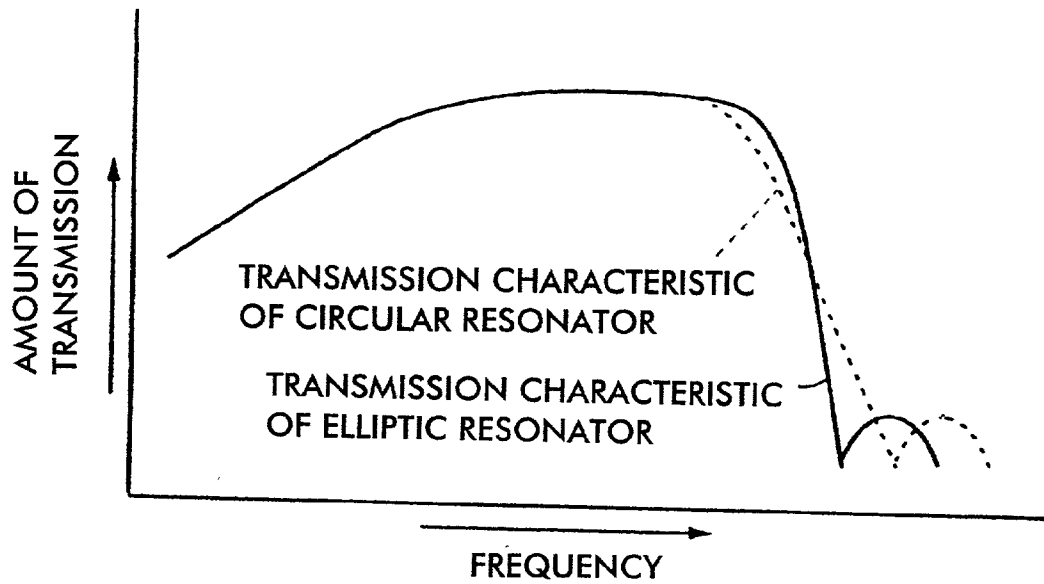 AMOUNT OF
TRANSMISSION
TRANSMISSION CHARACTERISTIC
OF CIRCULAR RESONATOR
TRANSMISSION CHARACTERISTIC
OF ELLIPTIC RESONATOR
FREQUENCY